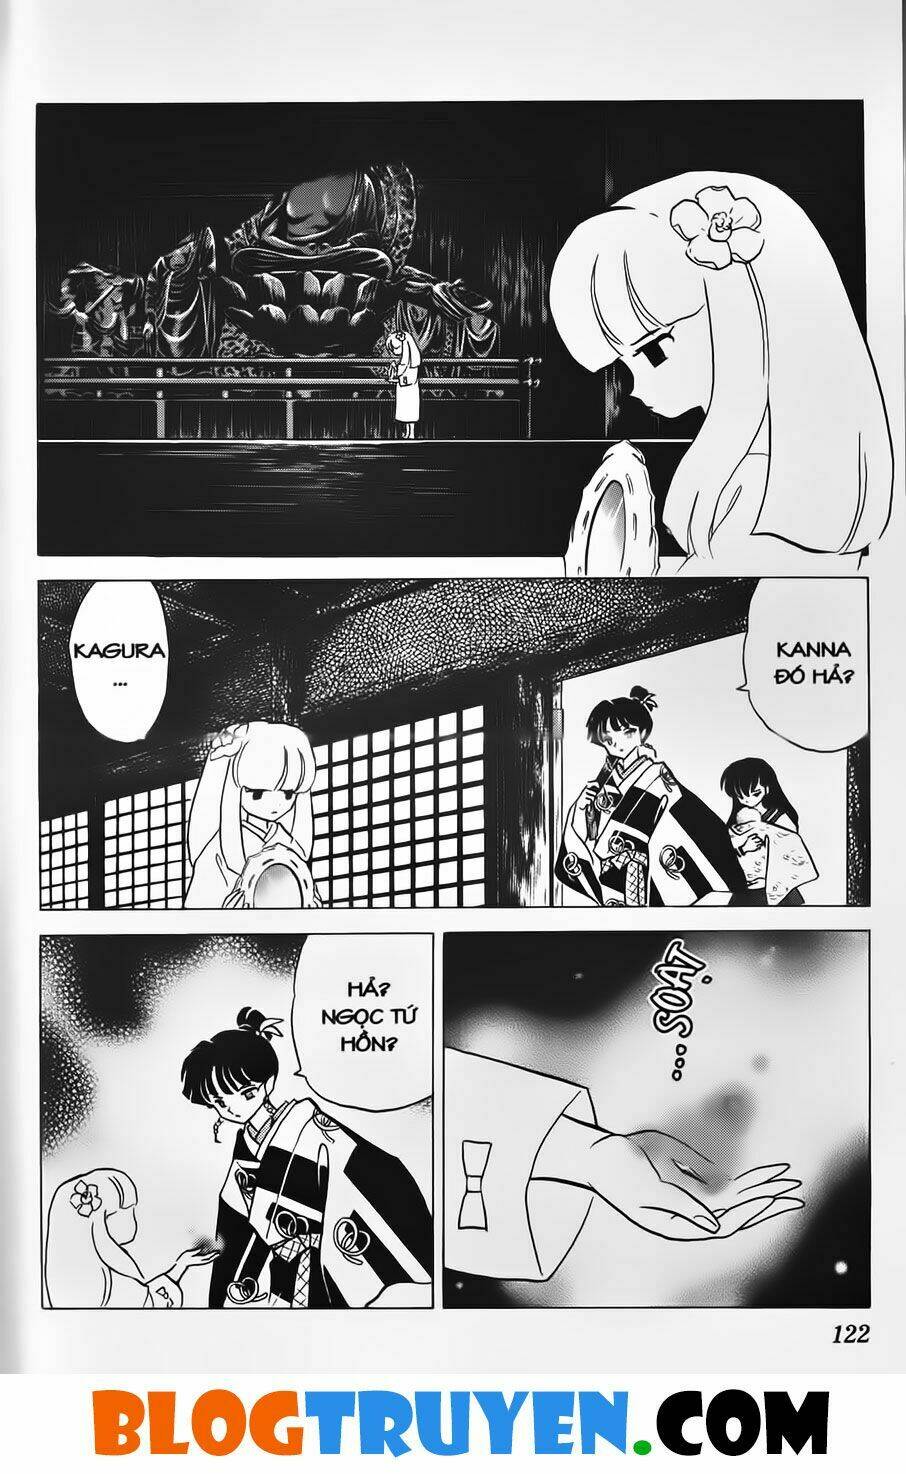 KANNA
ĐÓ HẢ?
KAGURA
...
... SOẠT
HẢ?
NGỌC TỨ
HỒN?
122
BLOGTRUYEN.COM